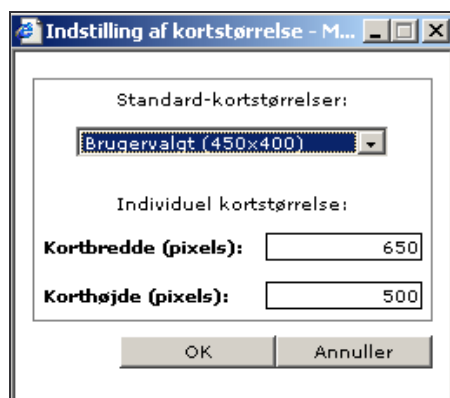 Indstilling af kortstørrelse - M...
Standard-kortstørrelser:
Brugervalgt (450x400)
Individuel kortstørrelse:
Kortbredde (pixels): 650
Korthøjde (pixels): 500
OK Annuller